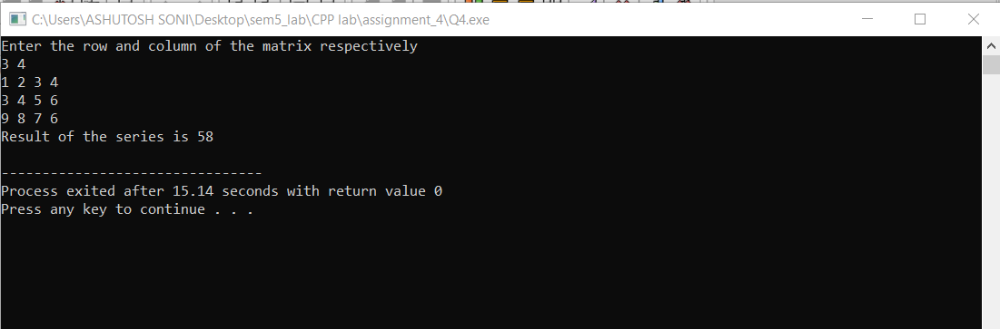 C:\Users\ASHUTOSH SONI\Desktop\sem5_lab\CPP lab\assignment_4\Q4.exe
Enter the row and column of the matrix respectively
3 4
1 2 3 4
3 4 5 6
9 8 7 6
Result of the series is 58
--------------------------------
Process exited after 15.14 seconds with return value 0
Press any key to continue . . .